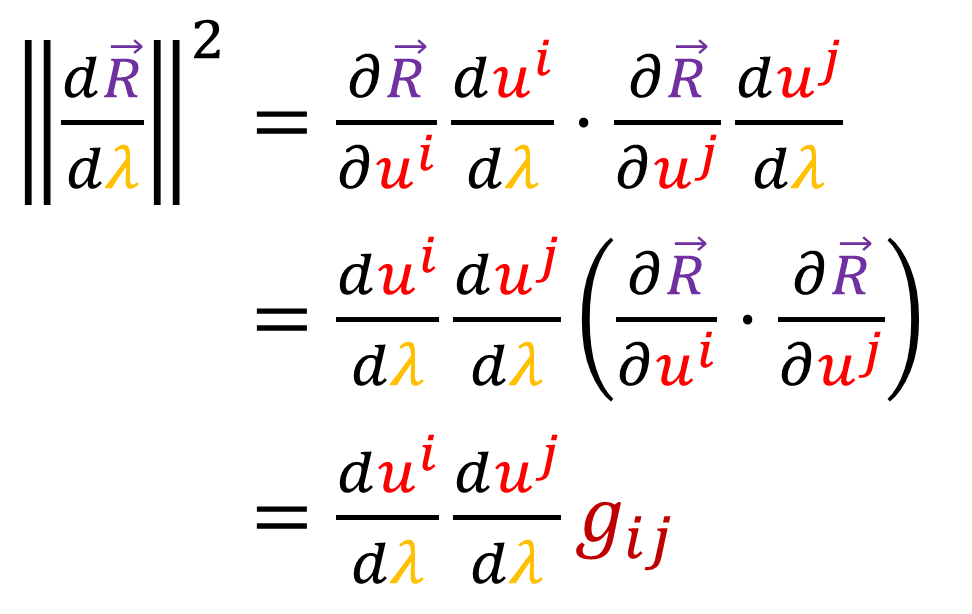 ‖dR⃗/dλ‖² = ∂R⃗/∂uⁱ duⁱ/dλ · ∂R⃗/∂uʲ duʲ/dλ
= duⁱ/dλ duʲ/dλ (∂R⃗/∂uⁱ · ∂R⃗/∂uʲ)
= duⁱ/dλ duʲ/dλ gᵢⱼ